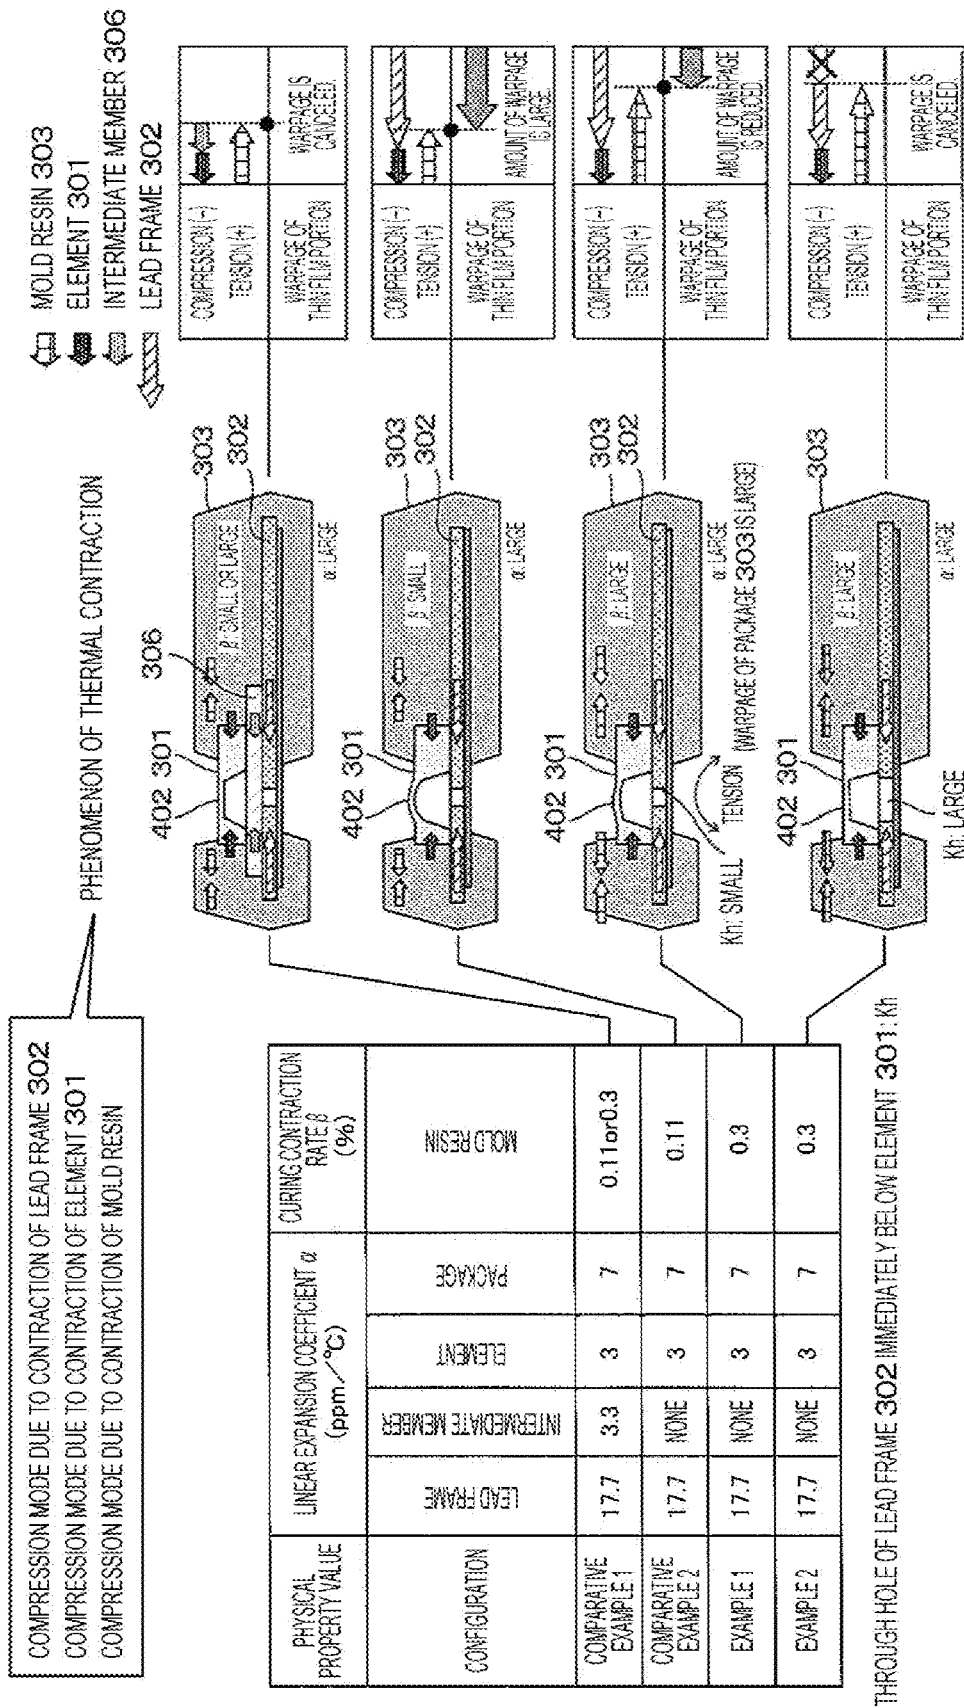 COMPRESSION MODE DUE TO CONTRACTION OF LEAD FRAME 302
COMPRESSION MODE DUE TO CONTRACTION OF ELEMENT 301
COMPRESSION MODE DUE TO CONTRACTION OF MOLD RESIN
PHENOMENON OF THERMAL CONTRACTION
MOLD RESIN 303
ELEMENT 301
INTERMEDIATE MEMBER 306
LEAD FRAME 302
PHYSICAL
PROPERTY VALUE
LINEAR EXPANSION COEFFICIENT α
(ppm/°C)
CURING CONTRACTION
RATE β
(%)
CONFIGURATION
LEAD FRAME
INTERMEDIATE MEMBER
ELEMENT
PACKAGE
MOLD RESIN
COMPARATIVE
EXAMPLE 1
17.7
3.3
3
7
0.11or0.3
COMPARATIVE
EXAMPLE 2
17.7
NONE
3
7
0.11
EXAMPLE 1
17.7
NONE
3
7
0.3
EXAMPLE 2
17.7
NONE
3
7
0.3
THROUGH HOLE OF LEAD FRAME 302 IMMEDIATELY BELOW ELEMENT 301: Kh
402
301
306
303
302
β: SMALL OR LARGE
α: LARGE
COMPRESSION (-)
TENSION (+)
WARPAGE OF
THIN FILM PORTION
WARPAGE IS
CANCELED.
402
301
303
302
β: SMALL
α: LARGE
COMPRESSION (-)
TENSION (+)
WARPAGE OF
THIN FILM PORTION
AMOUNT OF WARPAGE
IS LARGE.
402
301
303
302
β: LARGE
α: LARGE
Kh: SMALL
TENSION
(WARPAGE OF PACKAGE 303 IS LARGE)
COMPRESSION (-)
TENSION (+)
WARPAGE OF
THIN FILM PORTION
AMOUNT OF WARPAGE
IS REDUCED.
402
301
303
β: LARGE
α: LARGE
Kh: LARGE
COMPRESSION (-)
TENSION (+)
WARPAGE OF
THIN FILM PORTION
WARPAGE IS
CANCELED.